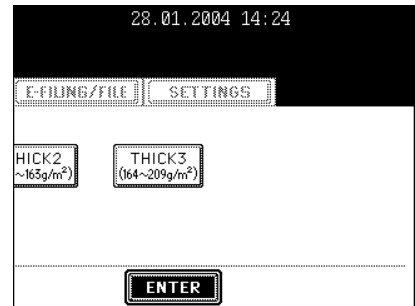 28.01.2004 14:24
E-FILING/FILE SETTINGS
HICK2 THICK3
~163g/m²) (164~209g/m²)
ENTER